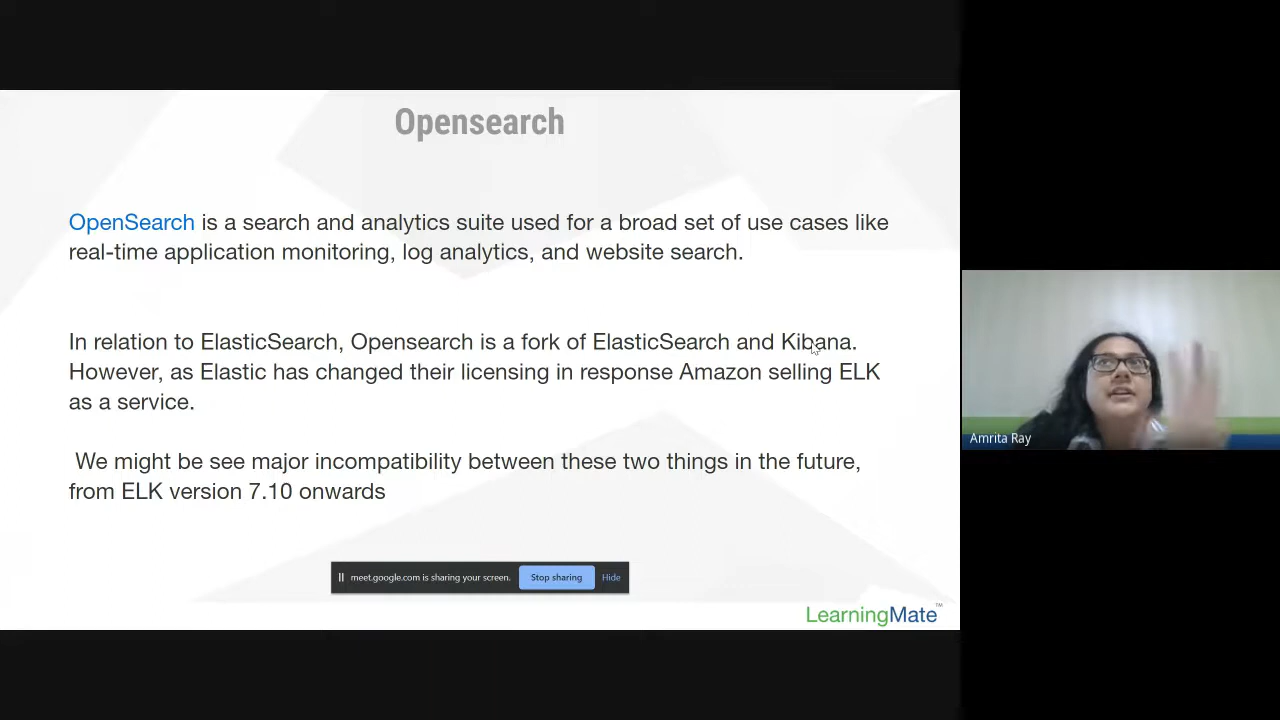 Opensearch
OpenSearch is a search and analytics suite used for a broad set of use cases like
real-time application monitoring, log analytics, and website search.
In relation to ElasticSearch, Opensearch is a fork of ElasticSearch and Kibana.
However, as Elastic has changed their licensing in response Amazon selling ELK
as a service.
We might be see major incompatibility between these two things in the future,
from ELK version 7.10 onwards
meet.google.com is sharing your screen. Stop sharing Hide
LearningMate™
Amrita Ray